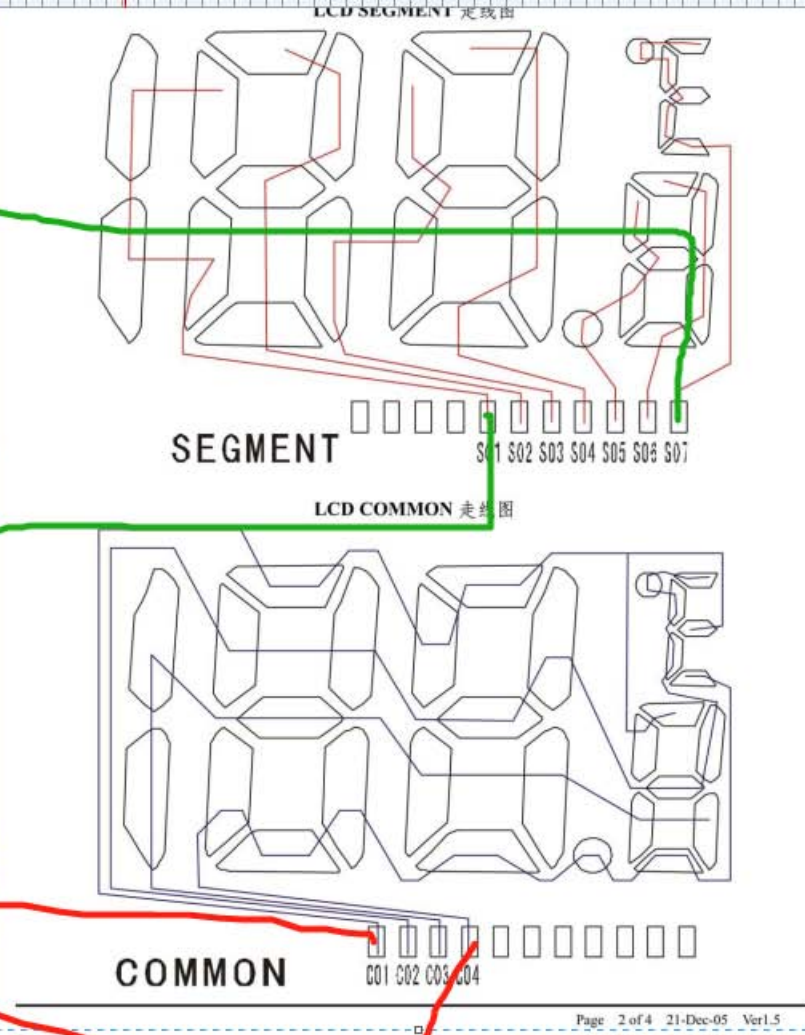 LCD SEGMENT 走线图
SEGMENT
S01 S02 S03 S04 S05 S06 S07
LCD COMMON 走线图
COMMON
C01 C02 C03 C04
Page 2 of 4 21-Dec-05 Ver1.5